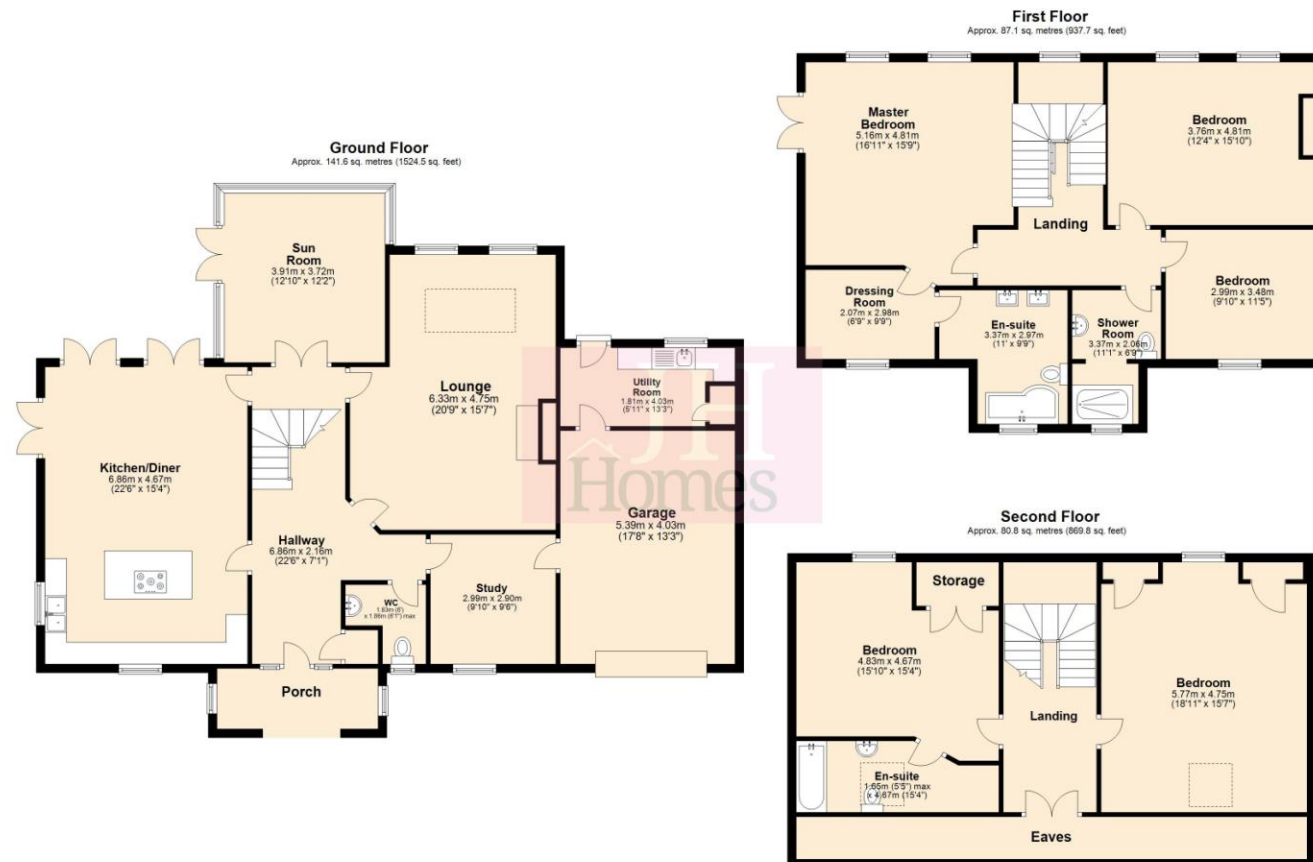 Ground Floor
Approx. 141.6 sq. metres (1524.5 sq. feet)
Sun
Room
3.91m x 3.72m
(12'10" x 12'2")
Lounge
6.33m x 4.75m
(20'9" x 15'7")
Utility
Room
1.81m x 4.03m
(5'11" x 13'3")
Kitchen/Diner
6.86m x 4.67m
(22'6" x 15'4")
Hallway
6.86m x 2.16m
(22'6" x 7'1")
Garage
5.39m x 4.03m
(17'8" x 13'3")
WC
1.83m (6')
x 1.86m (6'1") max
Study
2.99m x 2.90m
(9'10" x 9'6")
Porch
JH
Homes
First Floor
Approx. 87.1 sq. metres (937.7 sq. feet)
Master
Bedroom
5.16m x 4.81m
(16'11" x 15'9")
Bedroom
3.76m x 4.81m
(12'4" x 15'10")
Landing
Dressing
Room
2.07m x 2.98m
(6'9" x 9'9")
En-suite
3.37m x 2.97m
(11' x 9'9")
Shower
Room
3.37m x 2.06m
(11'1" x 6'9")
Bedroom
2.99m x 3.48m
(9'10" x 11'5")
Second Floor
Approx. 80.8 sq. metres (869.8 sq. feet)
Storage
Bedroom
4.83m x 4.67m
(15'10" x 15'4")
Landing
Bedroom
5.77m x 4.75m
(18'11" x 15'7")
En-suite
1.65m (5'5") max
x 4.67m (15'4")
Eaves